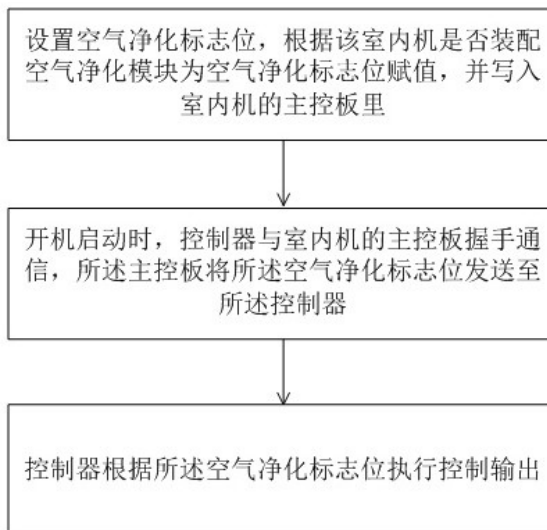 设置空气净化标志位，根据该室内机是否装配
空气净化模块为空气净化标志位赋值，并写入
室内机的主控板里
开机启动时，控制器与室内机的主控板握手通
信，所述主控板将所述空气净化标志位发送至
所述控制器
控制器根据所述空气净化标志位执行控制输出